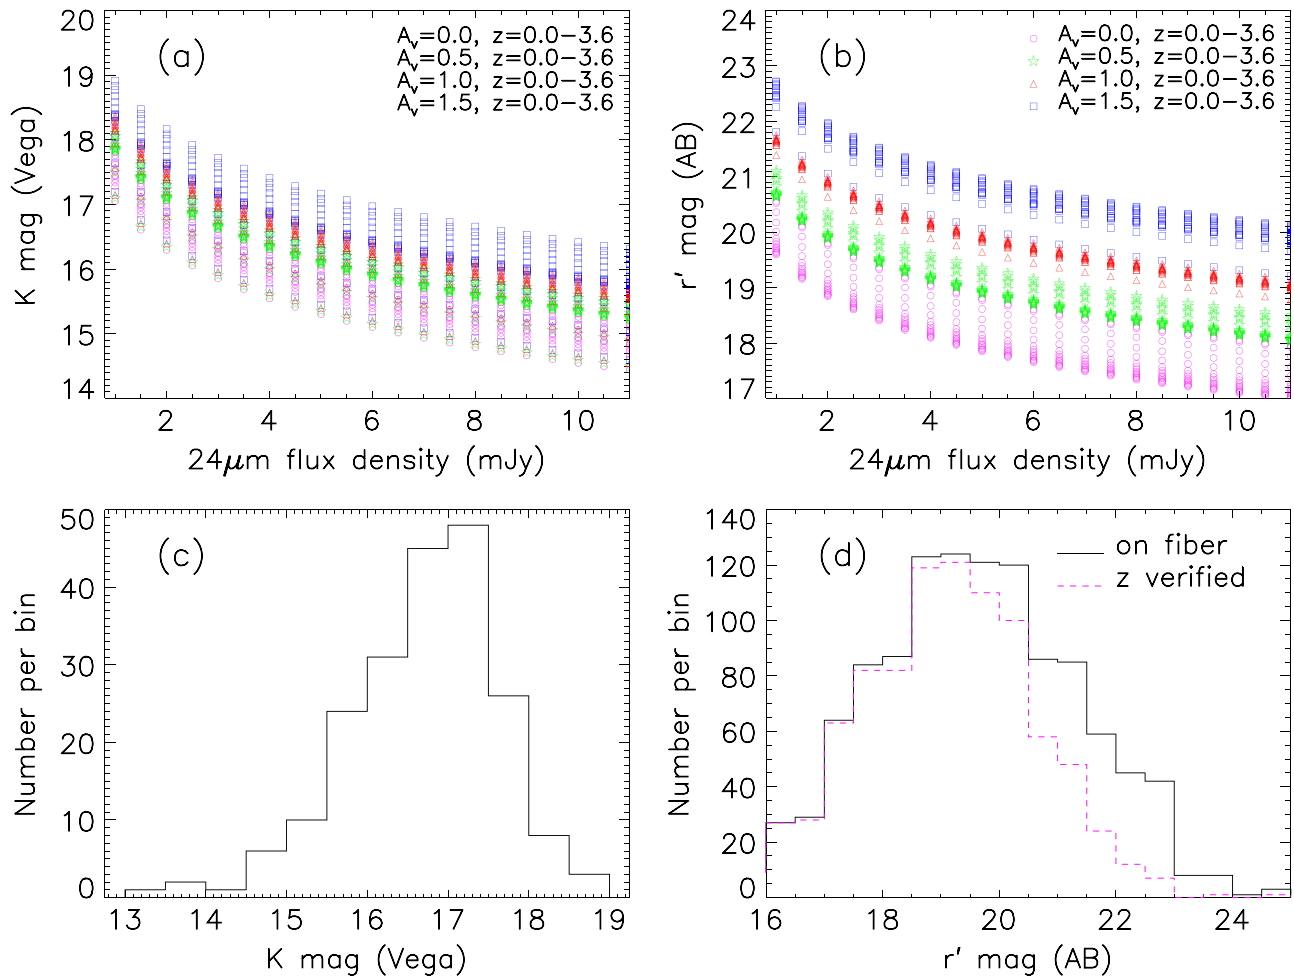 (a)
A_v=0.0, z=0.0−3.6
A_v=0.5, z=0.0−3.6
A_v=1.0, z=0.0−3.6
A_v=1.5, z=0.0−3.6
20
19
18
17
16
15
14
K mag (Vega)
2 4 6 8 10
24μm flux density (mJy)
(b)
A_v=0.0, z=0.0−3.6
A_v=0.5, z=0.0−3.6
A_v=1.0, z=0.0−3.6
A_v=1.5, z=0.0−3.6
24
23
22
21
20
19
18
17
r' mag (AB)
2 4 6 8 10
24μm flux density (mJy)
(c)
50
40
30
20
10
0
Number per bin
13 14 15 16 17 18 19
K mag (Vega)
(d)
on fiber
z verified
140
120
100
80
60
40
20
0
Number per bin
16 18 20 22 24
r' mag (AB)